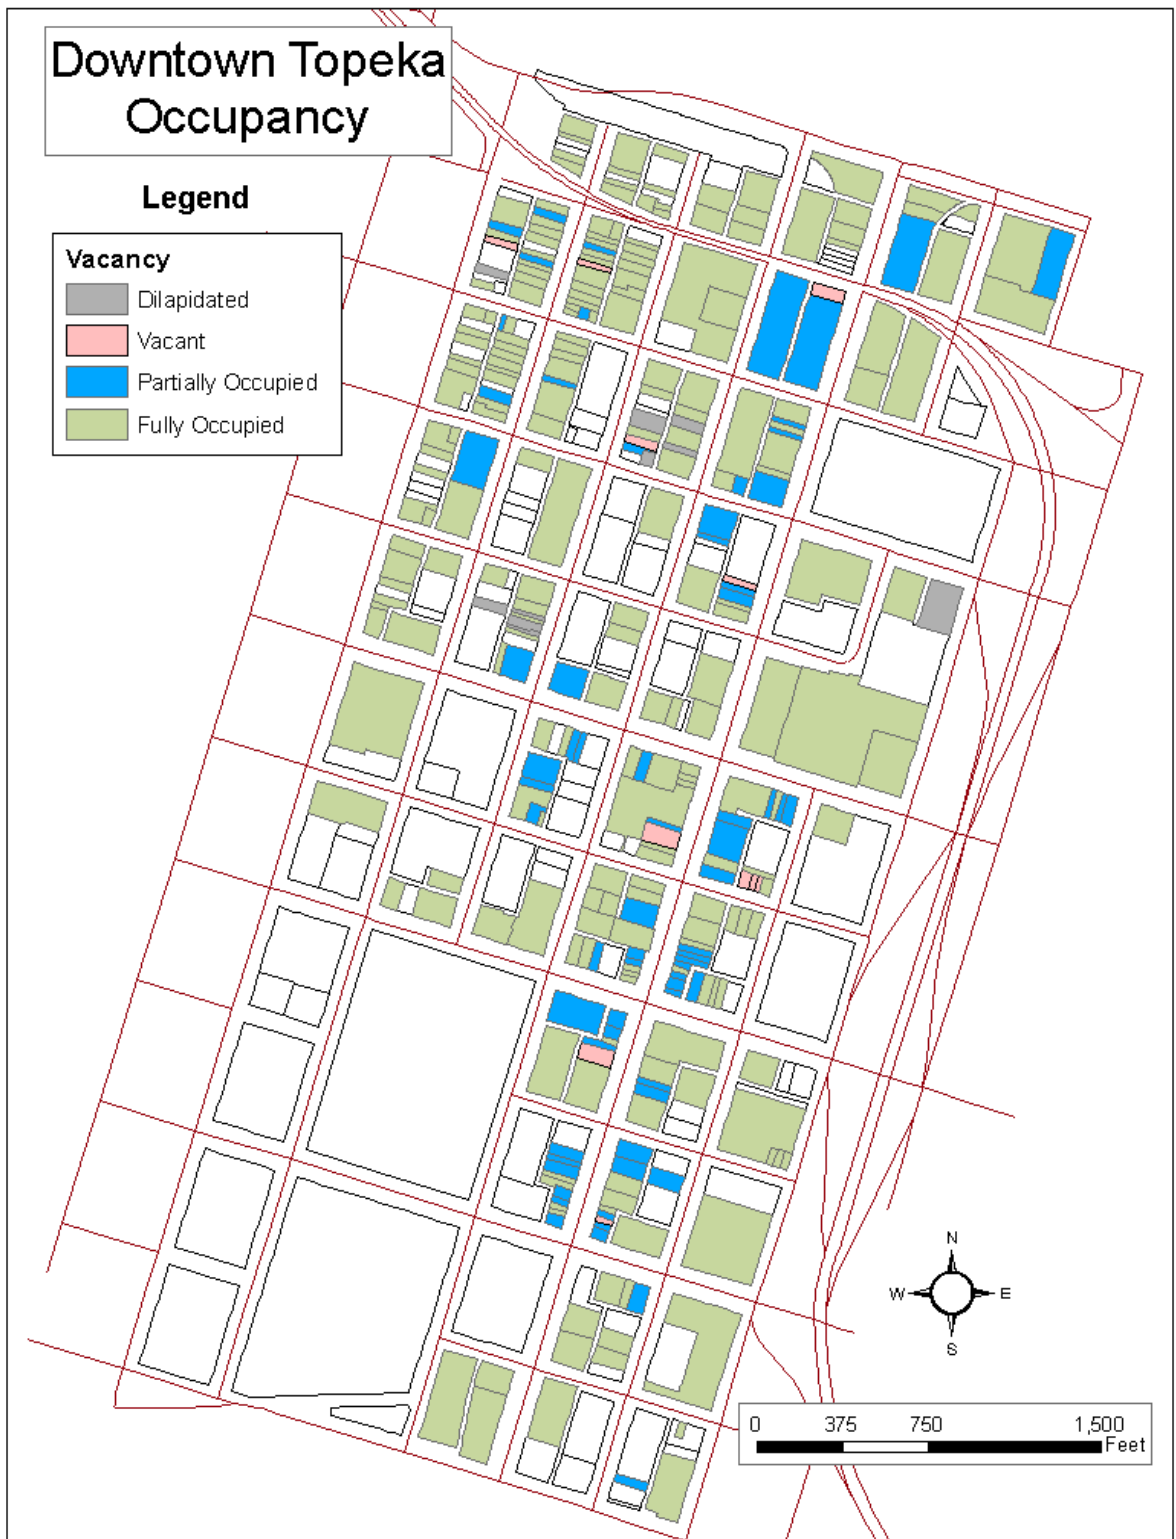 Downtown Topeka
Occupancy
Legend
Vacancy
Dilapidated
Vacant
Partially Occupied
Fully Occupied
N
W E
S
0 375 750 1,500
Feet